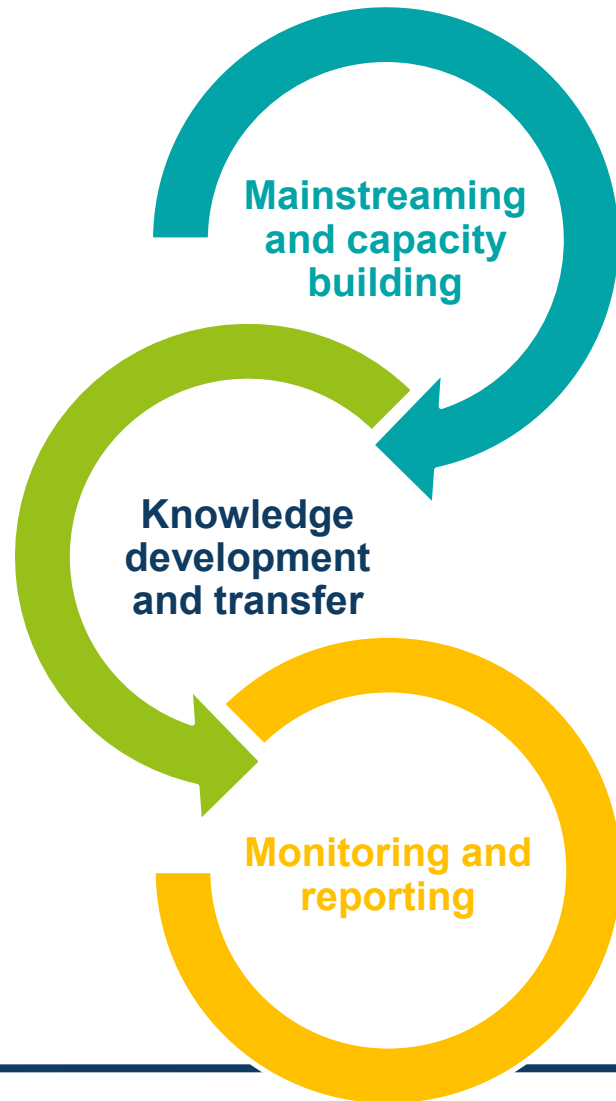 Mainstreaming
and capacity
building
Knowledge
development
and transfer
Monitoring and
reporting